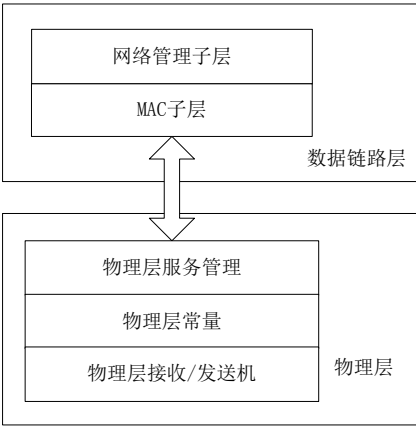 网络管理子层
MAC子层
数据链路层
物理层服务管理
物理层常量
物理层接收/发送机
物理层